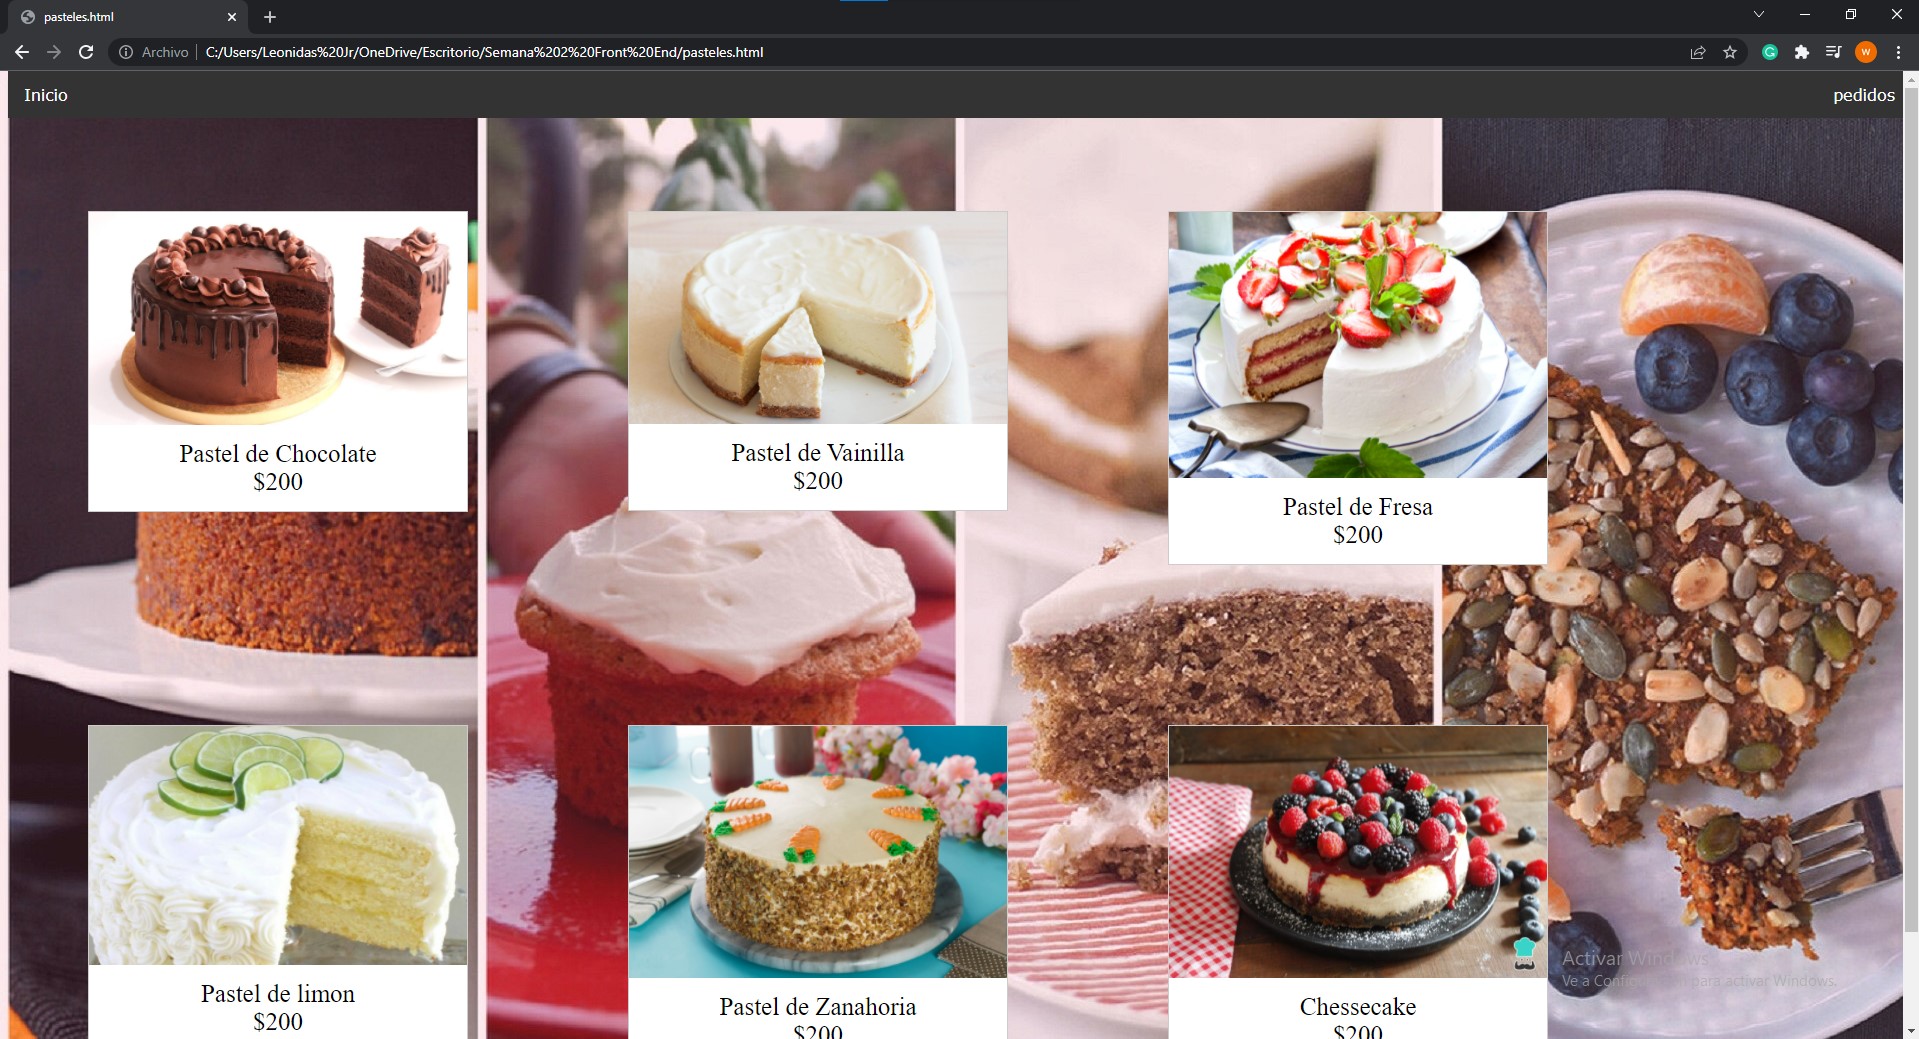 pasteles.html
Archivo
C:/Users/Leonidas%20Jr/OneDrive/Escritorio/Semana%202%20Front%20End/pasteles.html
W
Inicio
pedidos
Pastel de Chocolate
$200
Pastel de Vainilla
$200
Pastel de Fresa
$200
Pastel de limon
$200
Pastel de Zanahoria
$200
Chessecake
$200
Activar Windows
Ve a Configuración para activar Windows.